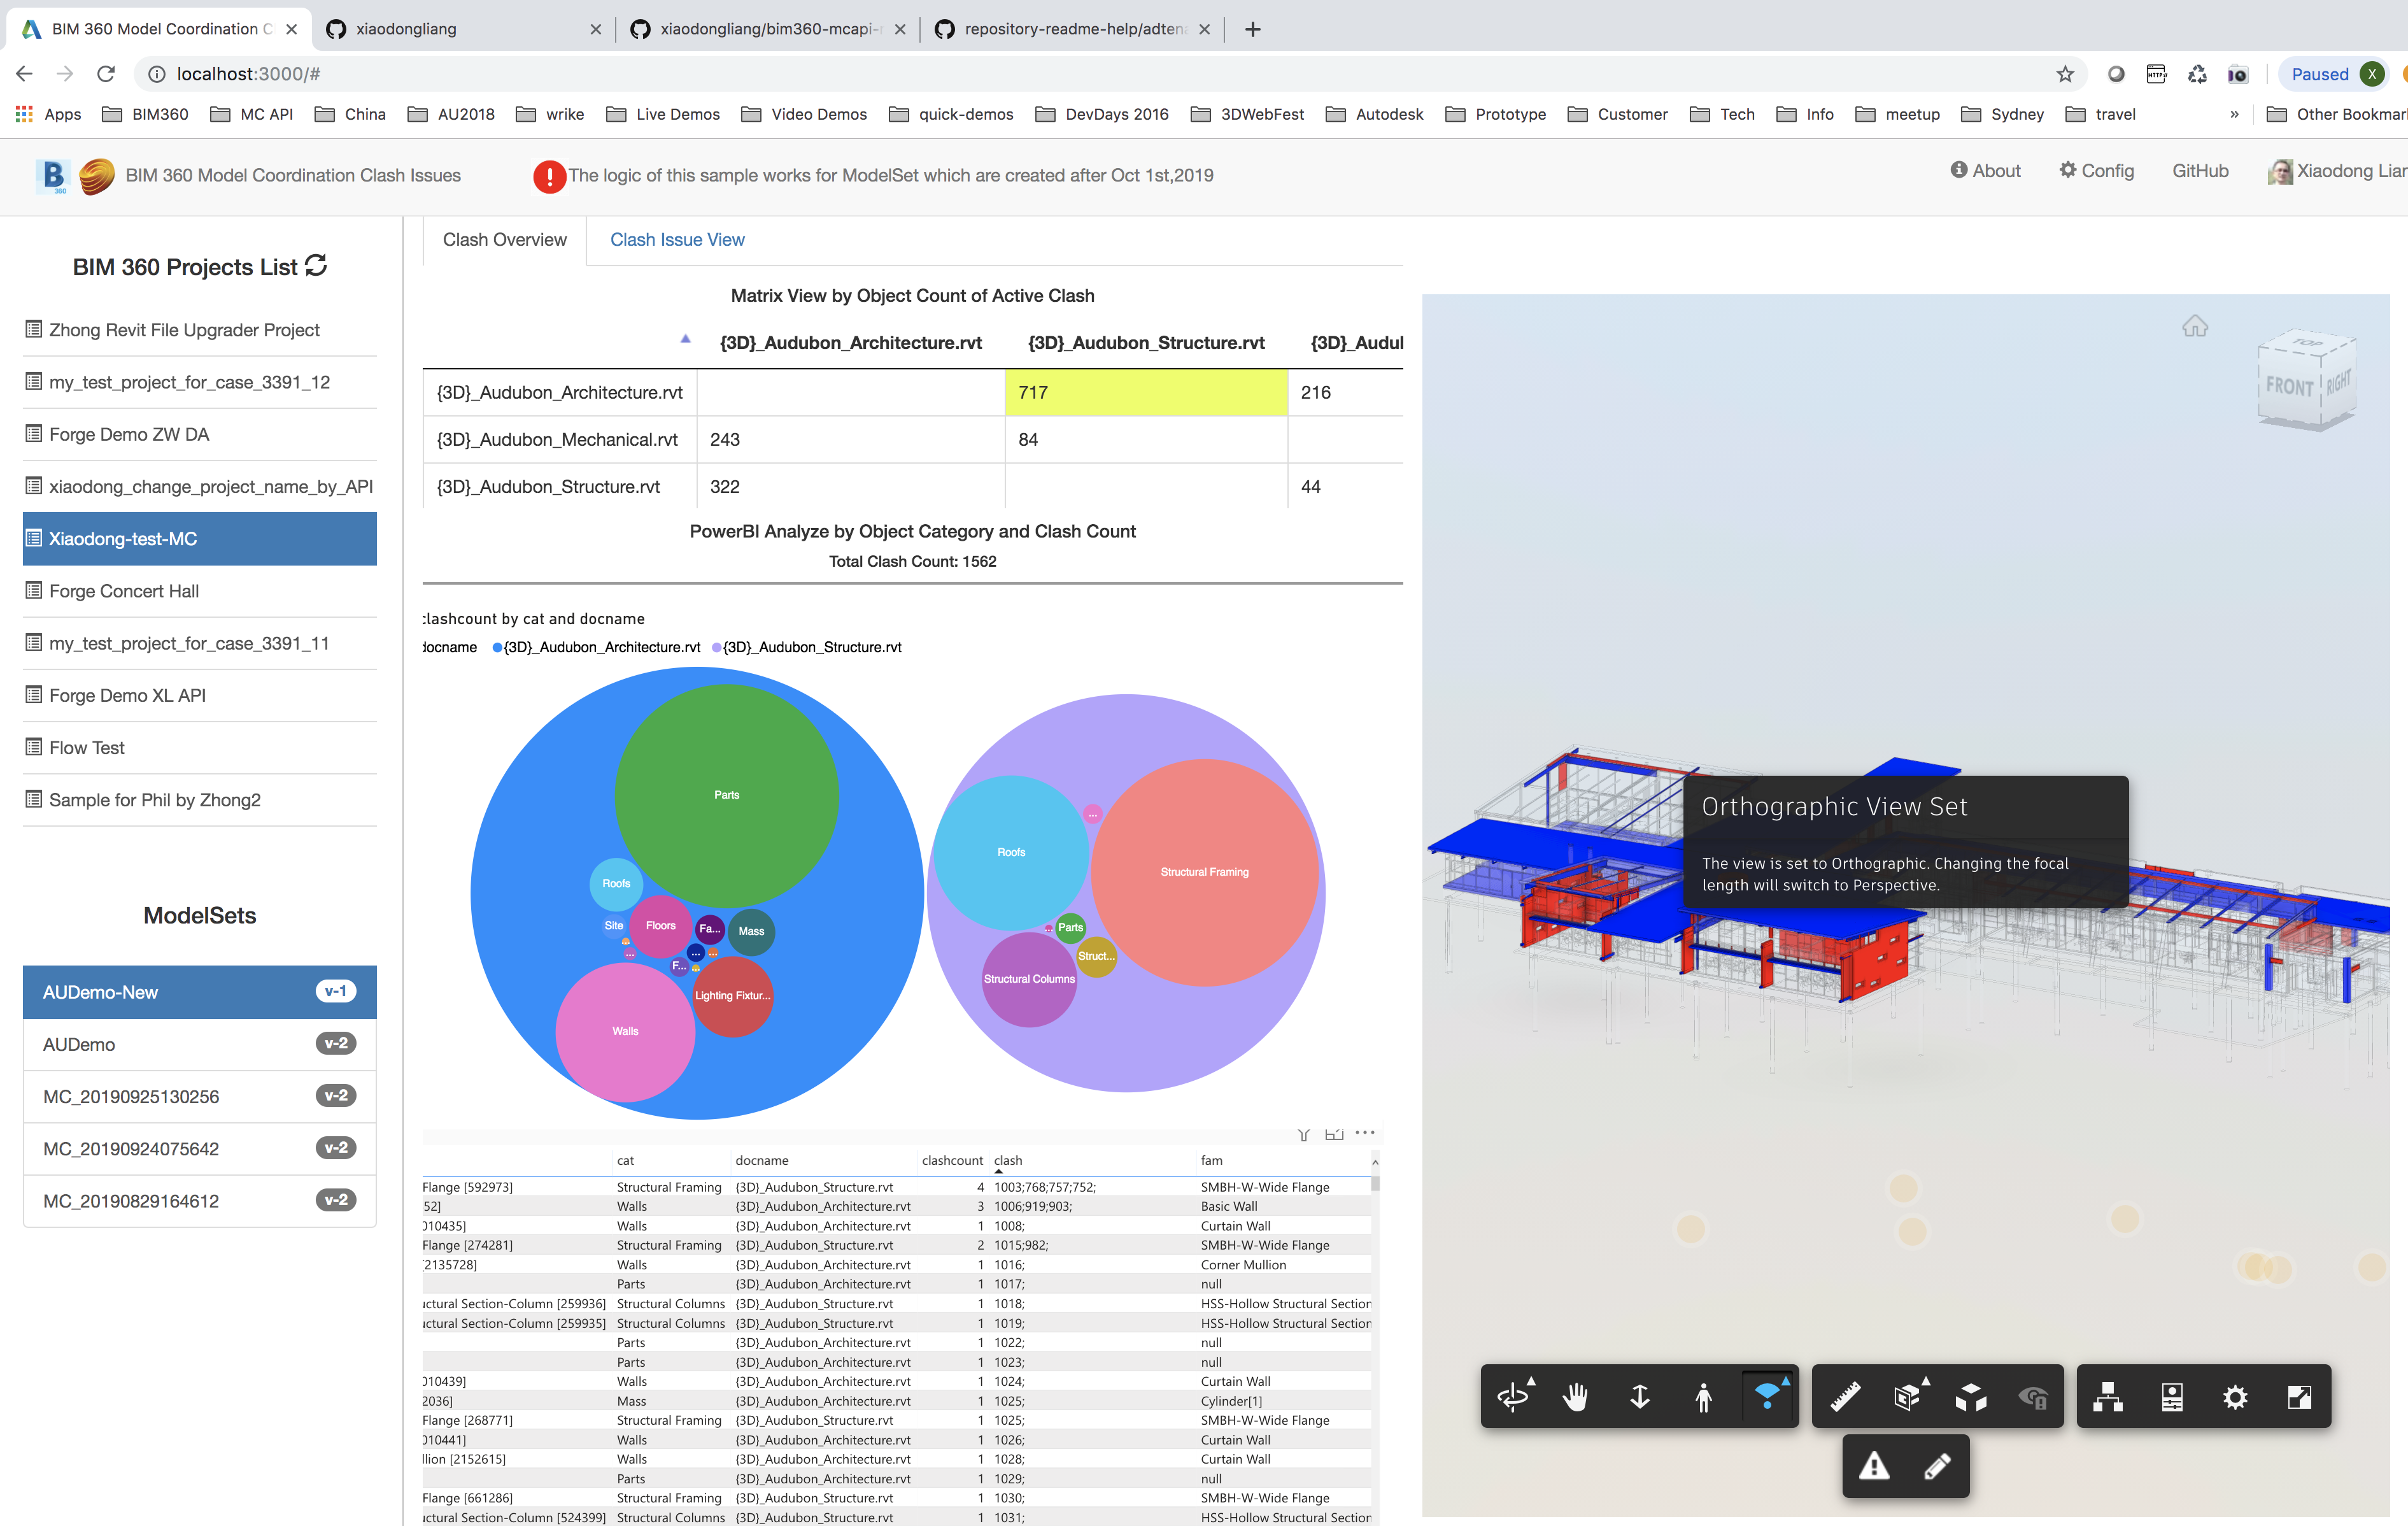 BIM 360 Model Coordination C
xiaodongliang
xiaodongliang/bim360-mcapi-
repository-readme-help/adten
localhost:3000/#
Paused X
Apps BIM360 MC API China AU2018 wrike Live Demos Video Demos quick-demos DevDays 2016 3DWebFest Autodesk Prototype Customer Tech Info meetup Sydney travel » Other Bookmar
B 360 BIM 360 Model Coordination Clash Issues
The logic of this sample works for ModelSet which are created after Oct 1st,2019
About Config GitHub Xiaodong Lian
BIM 360 Projects List
Zhong Revit File Upgrader Project
my_test_project_for_case_3391_12
Forge Demo ZW DA
xiaodong_change_project_name_by_API
Xiaodong-test-MC
Forge Concert Hall
my_test_project_for_case_3391_11
Forge Demo XL API
Flow Test
Sample for Phil by Zhong2
ModelSets
AUDemo-New v-1
AUDemo v-2
MC_20190925130256 v-2
MC_20190924075642 v-2
MC_20190829164612 v-2
Clash Overview Clash Issue View
Matrix View by Object Count of Active Clash
{3D}_Audubon_Architecture.rvt {3D}_Audubon_Structure.rvt {3D}_Audul
{3D}_Audubon_Architecture.rvt 717 216
{3D}_Audubon_Mechanical.rvt 243 84
{3D}_Audubon_Structure.rvt 322 44
PowerBI Analyze by Object Category and Clash Count
Total Clash Count: 1562
clashcount by cat and docname
docname {3D}_Audubon_Architecture.rvt {3D}_Audubon_Structure.rvt
Parts
Roofs
Site
Floors
Fa...
Mass
...
...
...
F...
Lighting Fixtur...
Walls
...
Roofs
Structural Framing
...
Parts
Struct...
Structural Columns
cat docname clashcount clash fam
Flange [592973] Structural Framing {3D}_Audubon_Structure.rvt 4 1003;768;757;752; SMBH-W-Wide Flange
52] Walls {3D}_Audubon_Architecture.rvt 3 1006;919;903; Basic Wall
010435] Walls {3D}_Audubon_Architecture.rvt 1 1008; Curtain Wall
Flange [274281] Structural Framing {3D}_Audubon_Structure.rvt 2 1015;982; SMBH-W-Wide Flange
[2135728] Walls {3D}_Audubon_Architecture.rvt 1 1016; Corner Mullion
Parts {3D}_Audubon_Architecture.rvt 1 1017; null
uctural Section-Column [259936] Structural Columns {3D}_Audubon_Structure.rvt 1 1018; HSS-Hollow Structural Section
uctural Section-Column [259935] Structural Columns {3D}_Audubon_Structure.rvt 1 1019; HSS-Hollow Structural Section
Parts {3D}_Audubon_Architecture.rvt 1 1022; null
Parts {3D}_Audubon_Architecture.rvt 1 1023; null
010439] Walls {3D}_Audubon_Architecture.rvt 1 1024; Curtain Wall
2036] Mass {3D}_Audubon_Architecture.rvt 1 1025; Cylinder[1]
Flange [268771] Structural Framing {3D}_Audubon_Structure.rvt 1 1025; SMBH-W-Wide Flange
010441] Walls {3D}_Audubon_Architecture.rvt 1 1026; Curtain Wall
llion [2152615] Walls {3D}_Audubon_Architecture.rvt 1 1028; Curtain Wall
Parts {3D}_Audubon_Architecture.rvt 1 1029; null
Flange [661286] Structural Framing {3D}_Audubon_Structure.rvt 1 1030; SMBH-W-Wide Flange
uctural Section-Column [524399] Structural Columns {3D}_Audubon_Structure.rvt 1 1031; HSS-Hollow Structural Section
TOP
FRONT
RIGHT
Orthographic View Set
The view is set to Orthographic. Changing the focal
length will switch to Perspective.